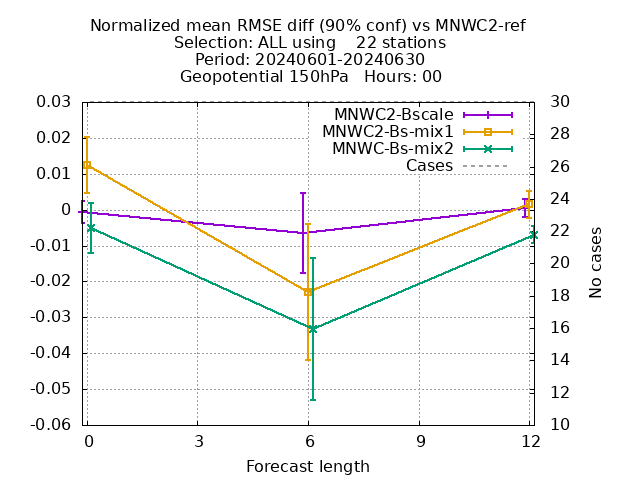 Normalized mean RMSE diff (90% conf) vs MNWC2-ref
Selection: ALL using    22 stations
Period: 20240601-20240630
Geopotential 150hPa   Hours: 00
MNWC2-Bscale
MNWC2-Bs-mix1
MNWC-Bs-mix2
Cases
0.03
0.02
0.01
0
-0.01
-0.02
-0.03
-0.04
-0.05
-0.06
30
28
26
24
22
20
18
16
14
12
10
No cases
0 3 6 9 12
Forecast length